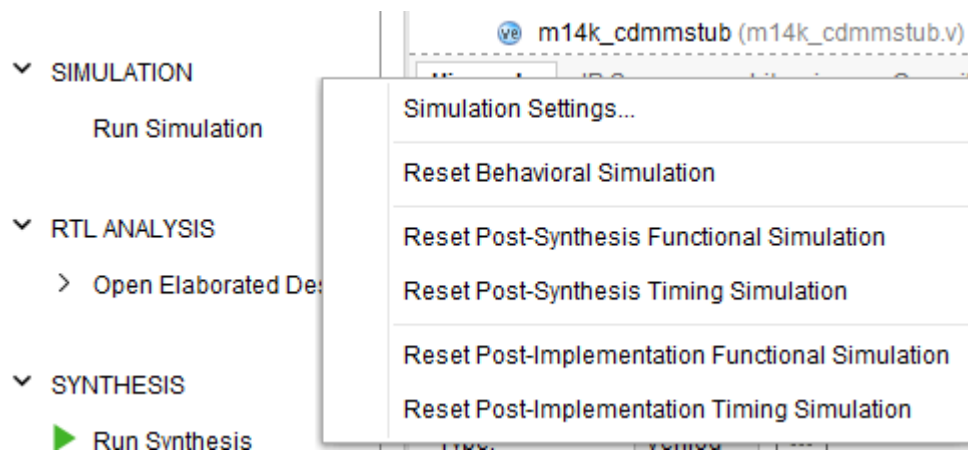 m14k_cdmmstub (m14k_cdmmstub.v)
SIMULATION
Run Simulation
RTL ANALYSIS
Open Elaborated De
SYNTHESIS
Run Synthesis
Simulation Settings...
Reset Behavioral Simulation
Reset Post-Synthesis Functional Simulation
Reset Post-Synthesis Timing Simulation
Reset Post-Implementation Functional Simulation
Reset Post-Implementation Timing Simulation